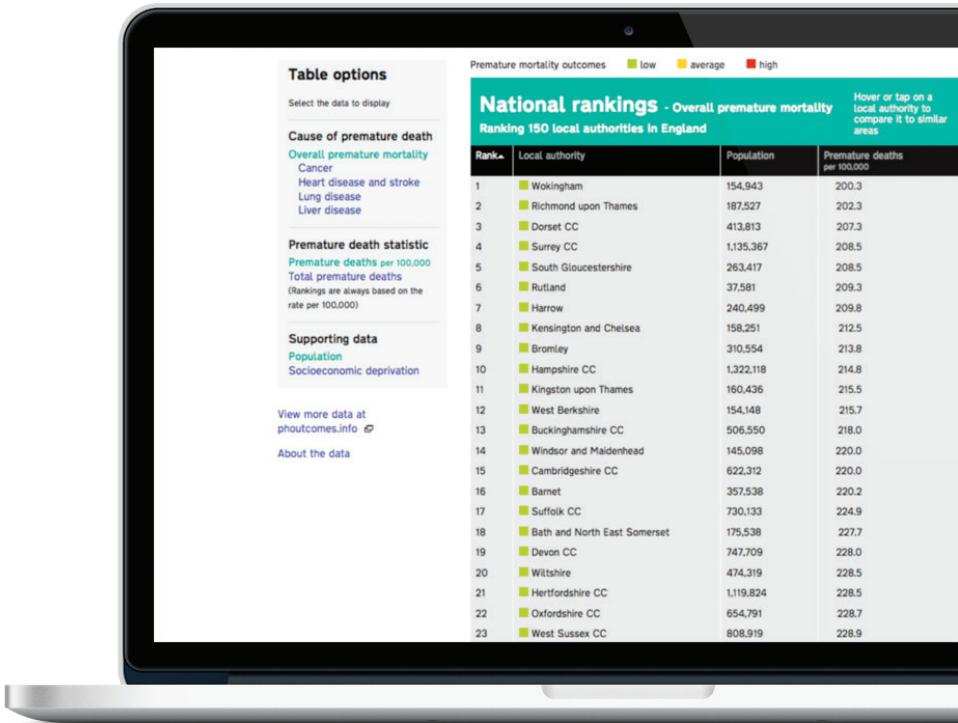 Table options
Select the data to display
Cause of premature death
Overall premature mortality
Cancer
Heart disease and stroke
Lung disease
Liver disease
Premature death statistic
Premature deaths per 100,000
Total premature deaths
(Rankings are always based on the
rate per 100,000)
Supporting data
Population
Socioeconomic deprivation
View more data at
phoutcomes.info
About the data
Premature mortality outcomes low average high
National rankings - Overall premature mortality
Ranking 150 local authorities in England
Hover or tap on a
local authority to
compare it to similar
areas
Rank Local authority Population Premature deaths
per 100,000
1 Wokingham 154,943 200.3
2 Richmond upon Thames 187,527 202.3
3 Dorset CC 413,813 207.3
4 Surrey CC 1,135,367 208.5
5 South Gloucestershire 263,417 208.5
6 Rutland 37,581 209.3
7 Harrow 240,499 209.8
8 Kensington and Chelsea 158,251 212.5
9 Bromley 310,554 213.8
10 Hampshire CC 1,322,118 214.8
11 Kingston upon Thames 160,436 215.5
12 West Berkshire 154,148 215.7
13 Buckinghamshire CC 506,550 218.0
14 Windsor and Maidenhead 145,098 220.0
15 Cambridgeshire CC 622,312 220.0
16 Barnet 357,538 220.2
17 Suffolk CC 730,133 224.9
18 Bath and North East Somerset 175,538 227.7
19 Devon CC 747,709 228.0
20 Wiltshire 474,319 228.5
21 Hertfordshire CC 1,119,824 228.5
22 Oxfordshire CC 654,791 228.7
23 West Sussex CC 808,919 228.9